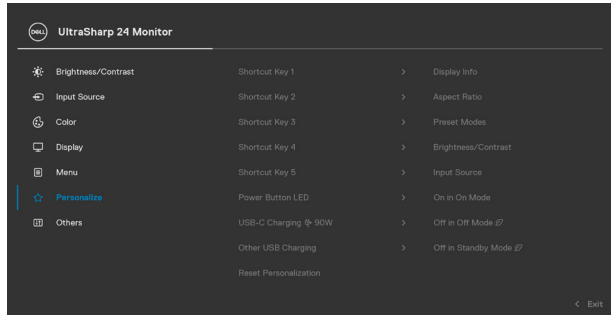 DELL UltraSharp 24 Monitor
Brightness/Contrast Shortcut Key 1 > Display Info
Input Source Shortcut Key 2 > Aspect Ratio
Color Shortcut Key 3 > Preset Modes
Display Shortcut Key 4 > Brightness/Contrast
Menu Shortcut Key 5 > Input Source
Personalize Power Button LED > On in On Mode
Others USB-C Charging 90W > Off in Off Mode
Other USB Charging > Off in Standby Mode
Reset Personalization
< Exit